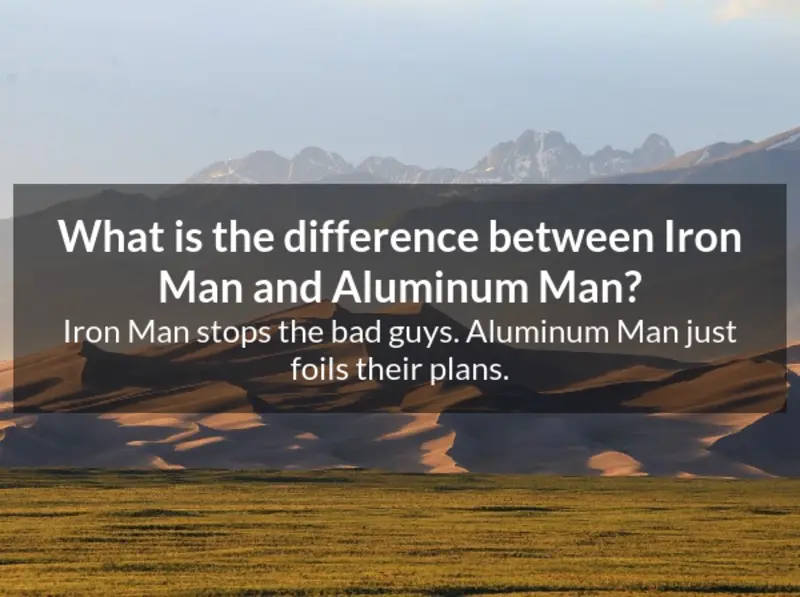 What is the difference between Iron
Man and Aluminum Man?
Iron Man stops the bad guys. Aluminum Man just
foils their plans.